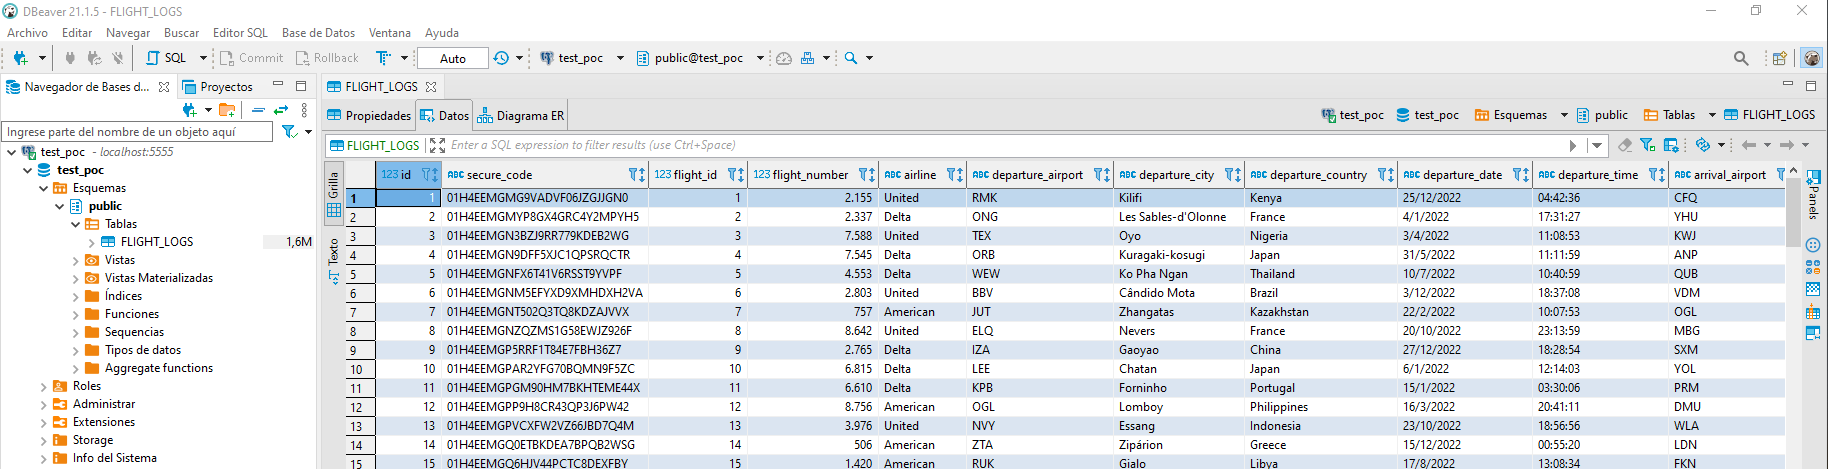 DBeaver 21.1.5 - FLIGHT_LOGS
Archivo Editar Navegar Buscar Editor SQL Base de Datos Ventana Ayuda
SQL Commit Rollback Auto test_poc public@test_poc
Navegador de Bases d... Proyectos
Ingrese parte del nombre de un objeto aquí
test_poc - localhost:5555
test_poc
Esquemas
public
Tablas
FLIGHT_LOGS 1,6M
Vistas
Vistas Materializadas
Índices
Funciones
Sequencias
Tipos de datos
Aggregate functions
Roles
Administrar
Extensiones
Storage
Info del Sistema
FLIGHT_LOGS
Propiedades Datos Diagrama ER test_poc test_poc Esquemas public Tablas FLIGHT_LOGS
FLIGHT_LOGS Enter a SQL expression to filter results (use Ctrl+Space)
Grilla
Texto
123 id ABC secure_code 123 flight_id 123 flight_number ABC airline ABC departure_airport ABC departure_city ABC departure_country ABC departure_date ABC departure_time ABC arrival_airport
1 1 01H4EEMGMG9VADVF06JZGJJGN0 1 2.155 United RMK Kilifi Kenya 25/12/2022 04:42:36 CFQ
2 2 01H4EEMGMYP8GX4GRC4Y2MPYH5 2 2.337 Delta ONG Les Sables-d'Olonne France 4/1/2022 17:31:27 YHU
3 3 01H4EEMGN3BZJ9RR779KDEB2WG 3 7.588 United TEX Oyo Nigeria 3/4/2022 11:08:53 KWJ
4 4 01H4EEMGN9DFF5XJC1QPSRQCTR 4 7.545 Delta ORB Kuragaki-kosugi Japan 31/5/2022 11:11:59 ANP
5 5 01H4EEMGNFX6T41V6RSST9YVPF 5 4.553 Delta WEW Ko Pha Ngan Thailand 10/7/2022 10:40:59 QUB
6 6 01H4EEMGNM5EFYXD9XMHDXH2VA 6 2.803 United BBV Cândido Mota Brazil 3/12/2022 18:37:08 VDM
7 7 01H4EEMGNT502Q3TQ8KDZAJVVX 7 757 American JUT Zhangatas Kazakhstan 22/2/2022 10:07:53 OGL
8 8 01H4EEMGNZQZMS1G58EWJZ926F 8 8.642 United ELQ Nevers France 20/10/2022 23:13:59 MBG
9 9 01H4EEMGP5RRF1T84E7FBH36Z7 9 2.765 Delta IZA Gaoyao China 27/12/2022 18:28:54 SXM
10 10 01H4EEMGPAR2YFG70BQMN9F5ZC 10 6.815 Delta LEE Chatan Japan 6/1/2022 12:14:03 YOL
11 11 01H4EEMGPGM90HM7BKHTEME44X 11 6.610 Delta KPB Forninho Portugal 15/1/2022 03:30:06 PRM
12 12 01H4EEMGPP9H8CR43QP3J6PW42 12 8.756 American OGL Lomboy Philippines 16/3/2022 20:41:11 DMU
13 13 01H4EEMGPVCXFW2VZ66JBD7Q4M 13 3.976 United NVY Essang Indonesia 23/10/2022 18:56:56 WLA
14 14 01H4EEMGQ0ETBKDEA7BPQB2WSG 14 506 American ZTA Zipárion Greece 15/12/2022 00:55:20 LDN
15 15 01H4EEMGQ6HJV44PCTC8DEXFBY 15 1.420 American RUK Gialo Libya 17/8/2022 13:08:34 FKN
Panels